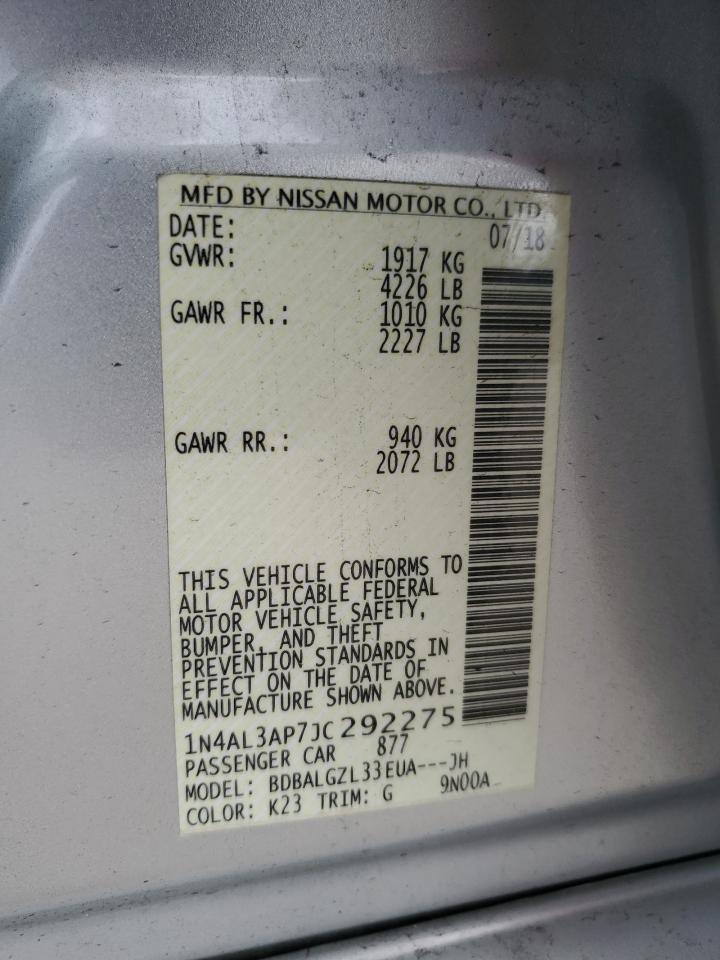 MFD BY NISSAN MOTOR CO., LTD.
DATE: 07/18
GVWR: 1917 KG
4226 LB
GAWR FR.: 1010 KG
2227 LB
GAWR RR.: 940 KG
2072 LB
THIS VEHICLE CONFORMS TO
ALL APPLICABLE FEDERAL
MOTOR VEHICLE SAFETY,
BUMPER, AND THEFT
PREVENTION STANDARDS IN
EFFECT ON THE DATE OF
MANUFACTURE SHOWN ABOVE.
1N4AL3AP7JC292275
PASSENGER CAR 877
MODEL: BDBALGZL33EUA---JH
COLOR: K23 TRIM: G 9N00A